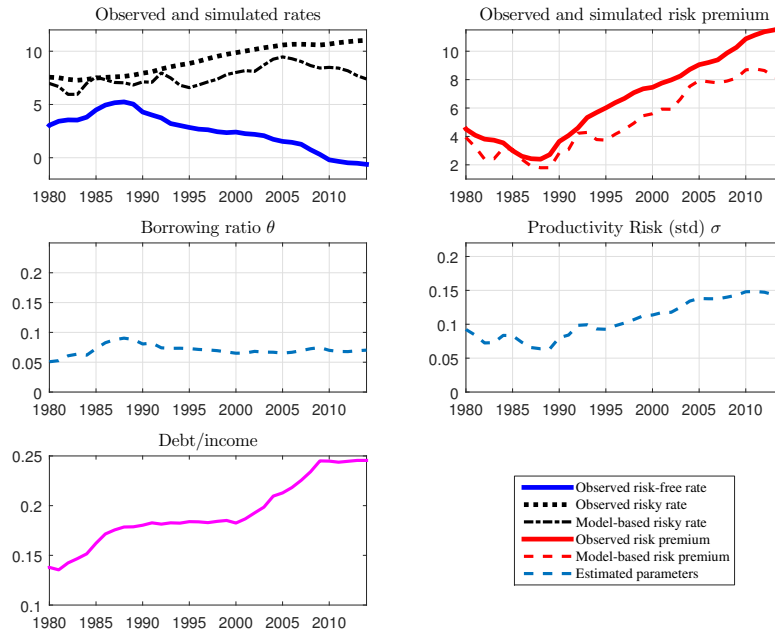 Observed and simulated rates
10
5
0
1980 1985 1990 1995 2000 2005 2010
Observed and simulated risk premium
10
8
6
4
2
1980 1985 1990 1995 2000 2005 2010
Borrowing ratio θ
0.2
0.15
0.1
0.05
0
1980 1985 1990 1995 2000 2005 2010
Productivity Risk (std) σ
0.2
0.15
0.1
0.05
0
1980 1985 1990 1995 2000 2005 2010
Debt/income
0.25
0.2
0.15
0.1
1980 1985 1990 1995 2000 2005 2010
Observed risk-free rate
Observed risky rate
Model-based risky rate
Observed risk premium
Model-based risk premium
Estimated parameters